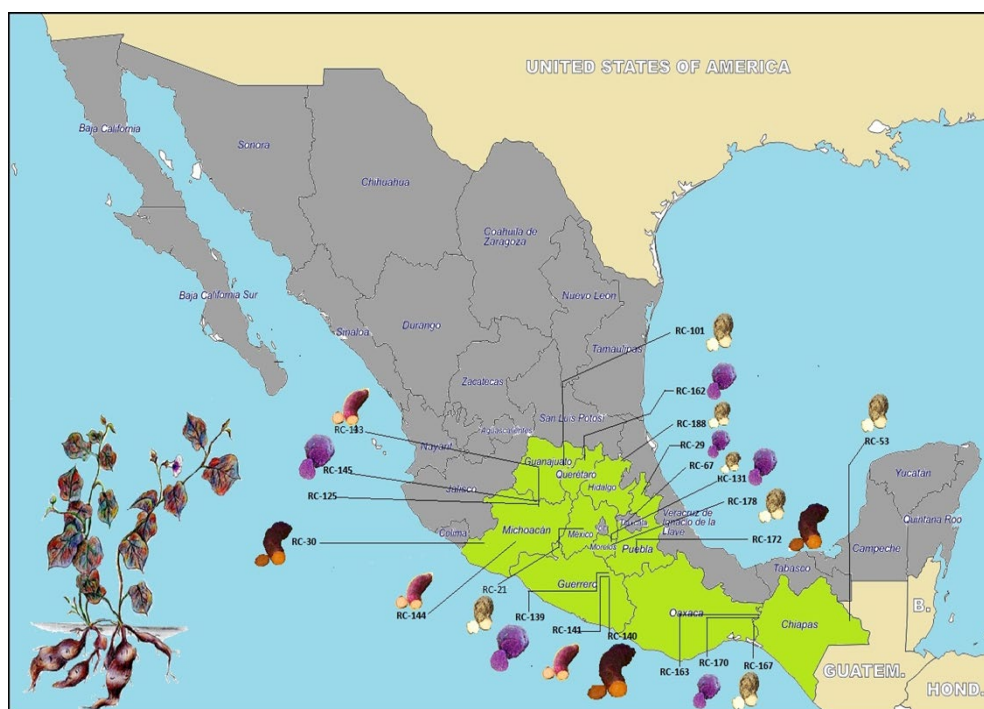 UNITED STATES OF AMERICA
Baja California
Sonora
Chihuahua
Coahuila de
Zaragoza
Baja California Sur
Nuevo León
Sinaloa
Durango
RC-101
Tamaulipas
Zacatecas
RC-162
San Luis Potosí
RC-188
RC-53
RC-133
Aguascalientes
Nayarit
RC-29
Guanajuato
RC-67
Querétaro
RC-145
Yucatán
Hidalgo
RC-131
Jalisco
RC-125
RC-178
Tlaxcala
Veracruz de
Ignacio de la
Llave
Quintana Roo
Michoacán
Colima
México
RC-30
RC-172
Morelos
Puebla
Campeche
Tabasco
RC-21
Guerrero
B.
RC-144
RC-139
Oaxaca
Chiapas
RC-141
RC-140
RC-163
RC-170
RC-167
GUATEM.
HOND.